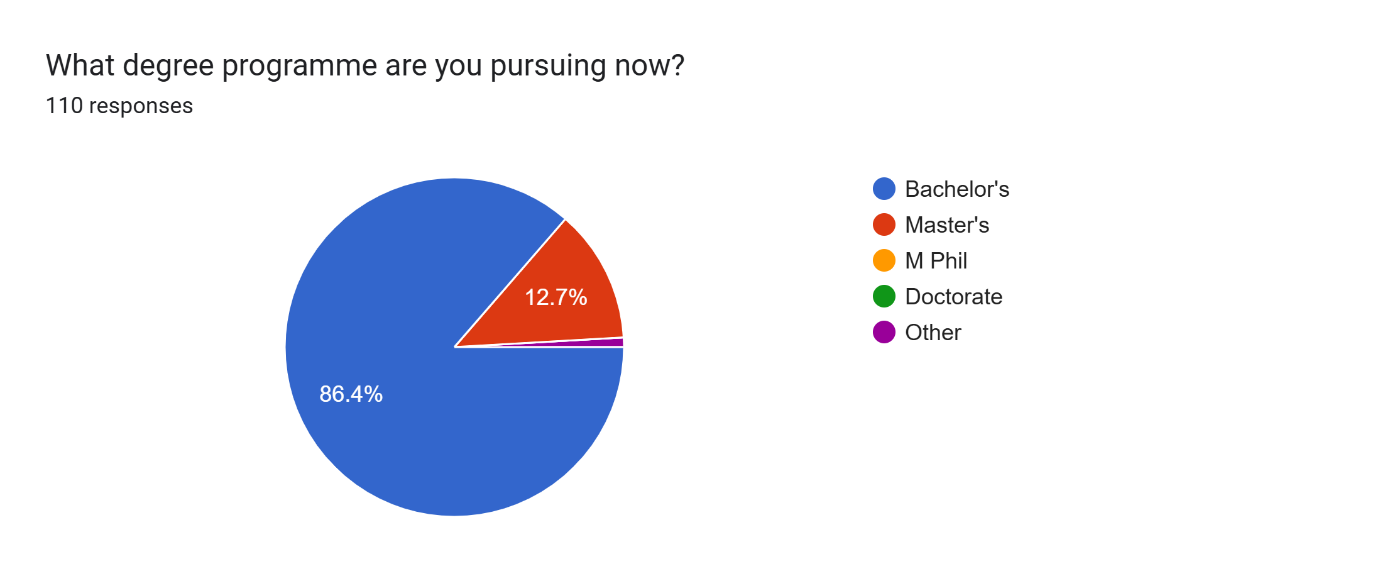 What degree programme are you pursuing now?
110 responses
Bachelor's
Master's
M Phil
Doctorate
Other
12.7%
86.4%